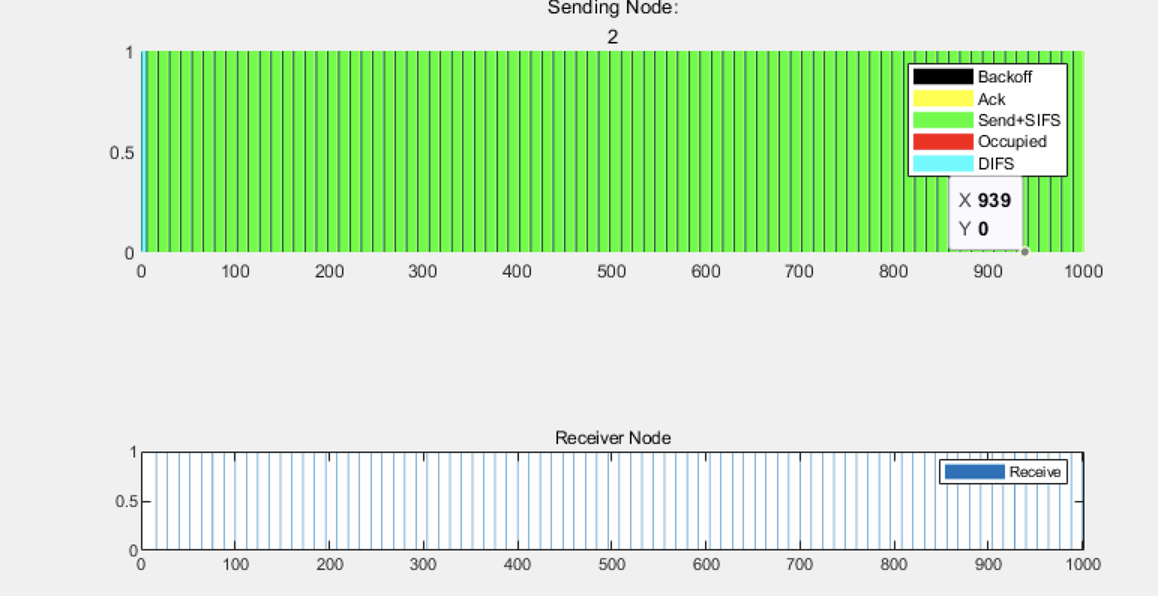 Sending Node:
2
1
0.5
0
0 100 200 300 400 500 600 700 800 900 1000
Backoff
Ack
Send+SIFS
Occupied
DIFS
X 939
Y 0
Receiver Node
1
0.5
0
0 100 200 300 400 500 600 700 800 900 1000
Receive